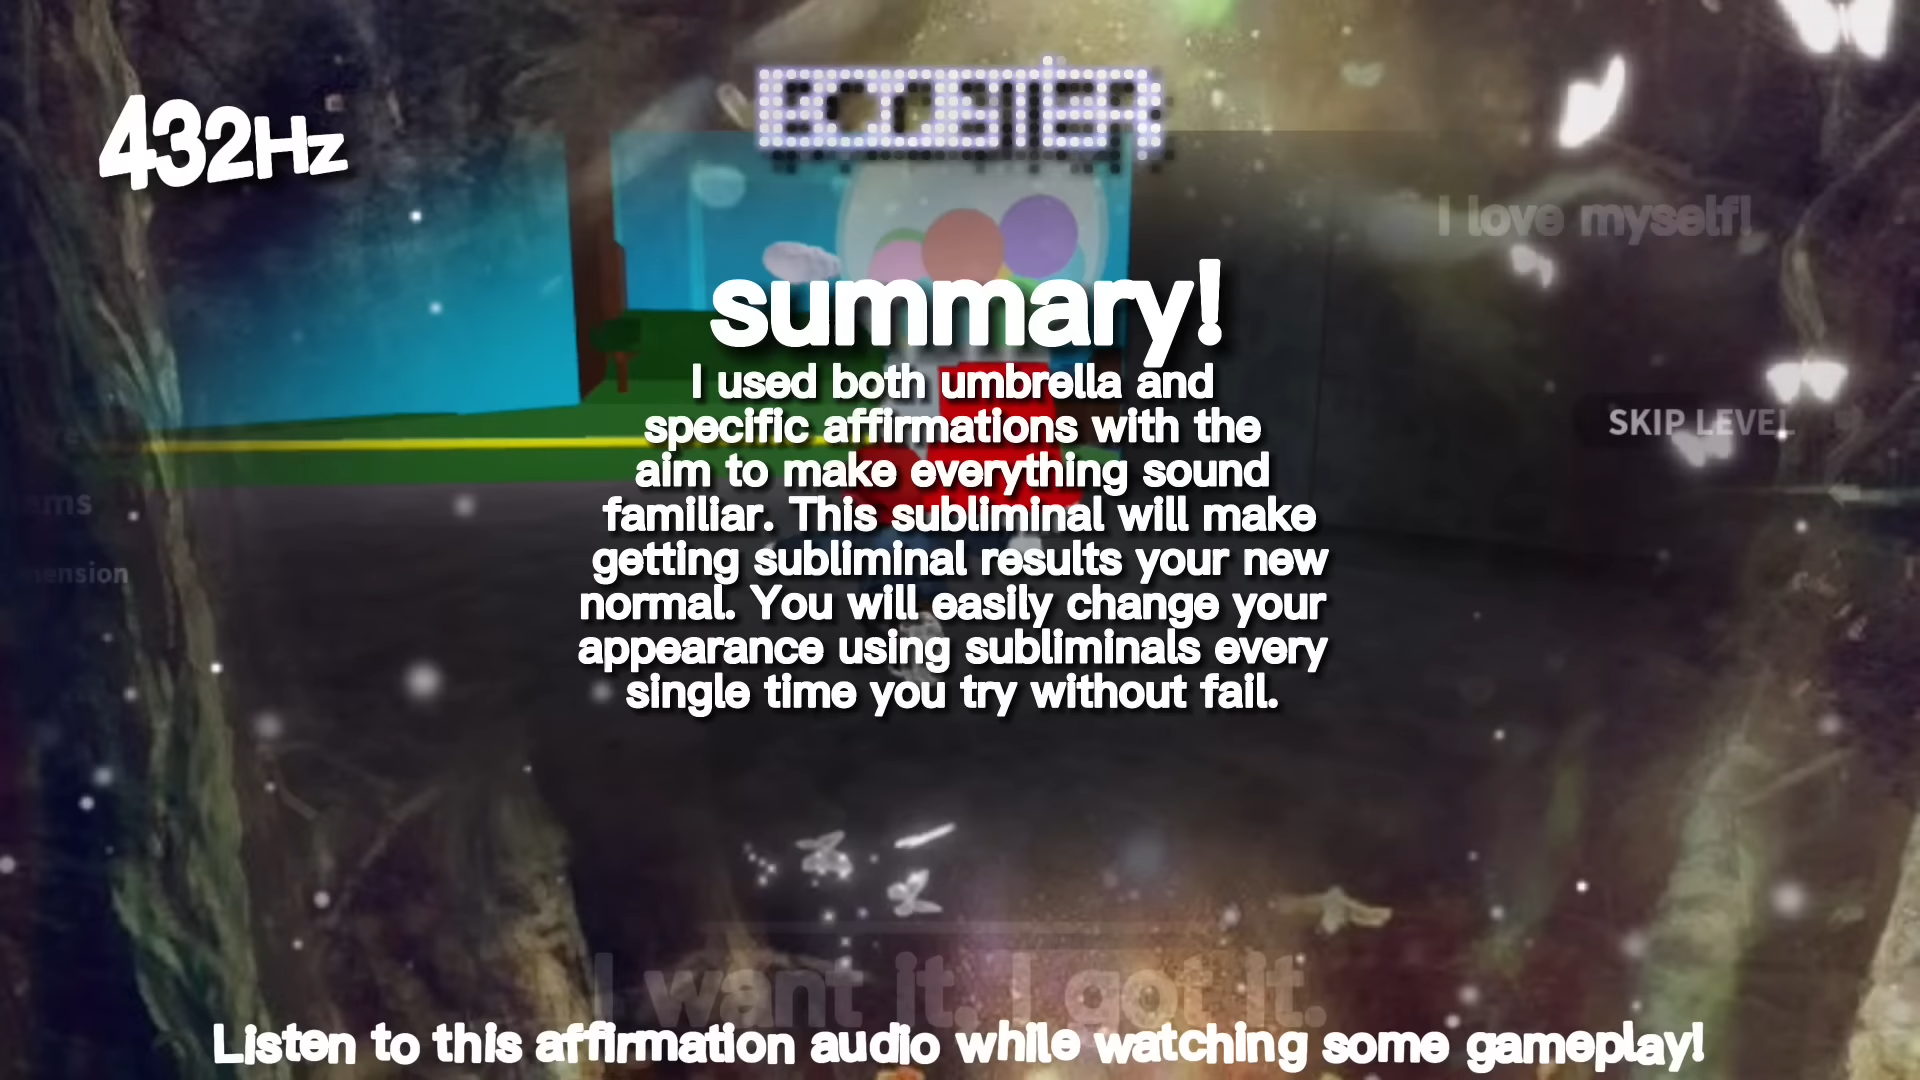 BOOSTER
432Hz
I love myself!
summary!
I used both umbrella and
specific affirmations with the
aim to make everything sound
familiar. This subliminal will make
getting subliminal results your new
normal. You will easily change your
appearance using subliminals every
single time you try without fail.
SKIP LEVEL
I want it. I got it.
Listen to this affirmation audio while watching some gameplay!